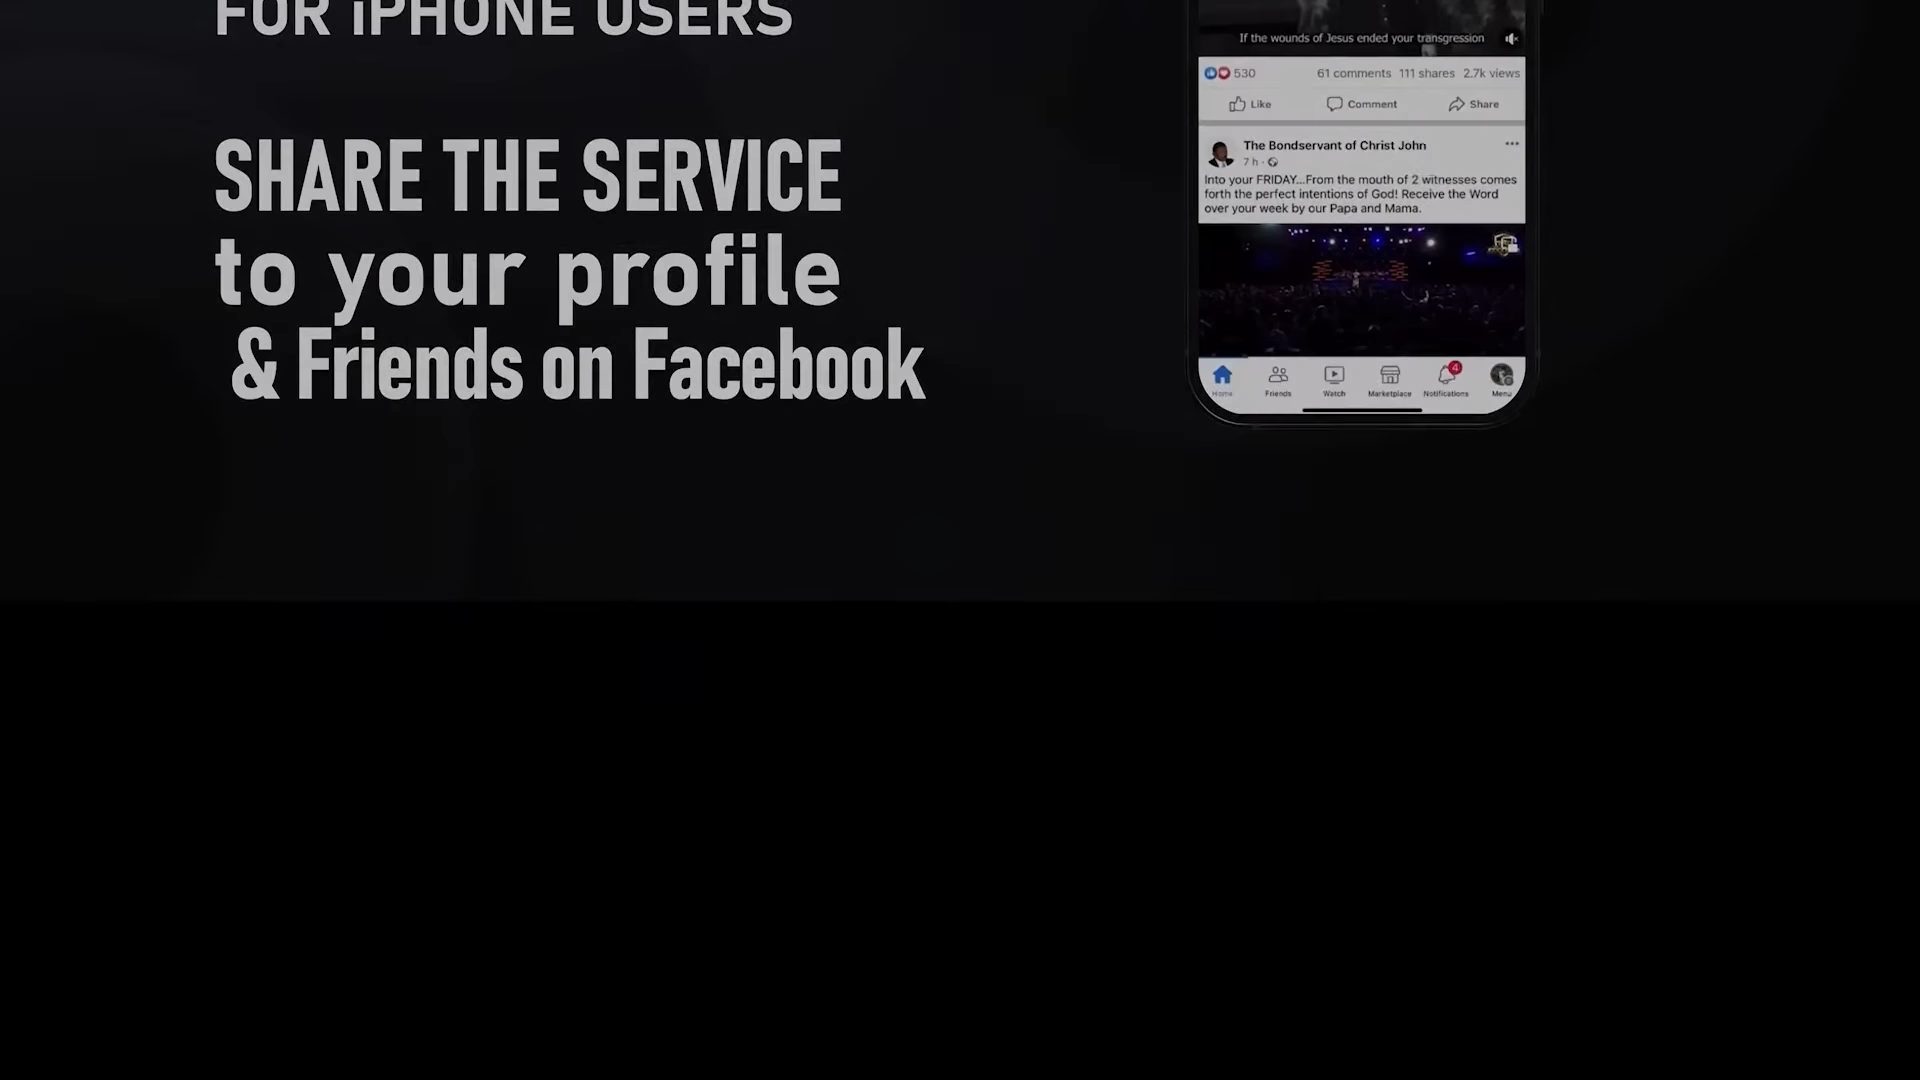 FOR iPHONE USERS
SHARE THE SERVICE
to your profile
& Friends on Facebook
If the wounds of Jesus ended your transgression
530 61 comments 111 shares 2.7k views
Like Comment Share
The Bondservant of Christ John
7 h
Into your FRIDAY...From the mouth of 2 witnesses comes
forth the perfect intentions of God! Receive the Word
over your week by our Papa and Mama.
4
Home Friends Watch Marketplace Notifications Menu